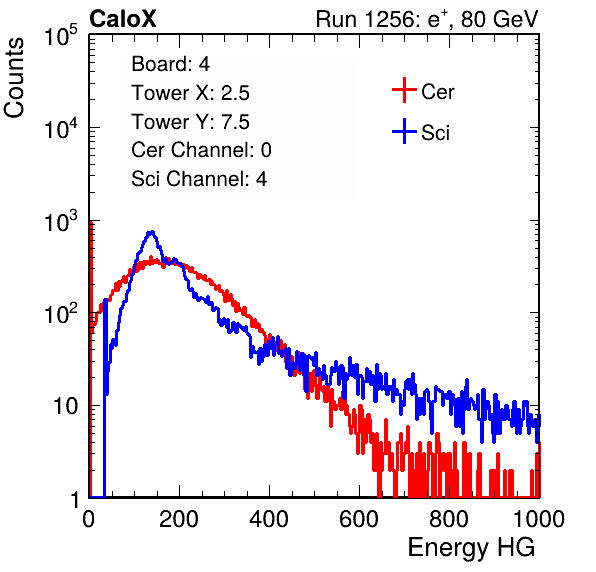 CaloX Run 1256: e⁺, 80 GeV
Counts
10⁵
10⁴
10³
10²
10
1
Board: 4
Tower X: 2.5
Tower Y: 7.5
Cer Channel: 0
Sci Channel: 4
Cer
Sci
0 200 400 600 800 1000
Energy HG